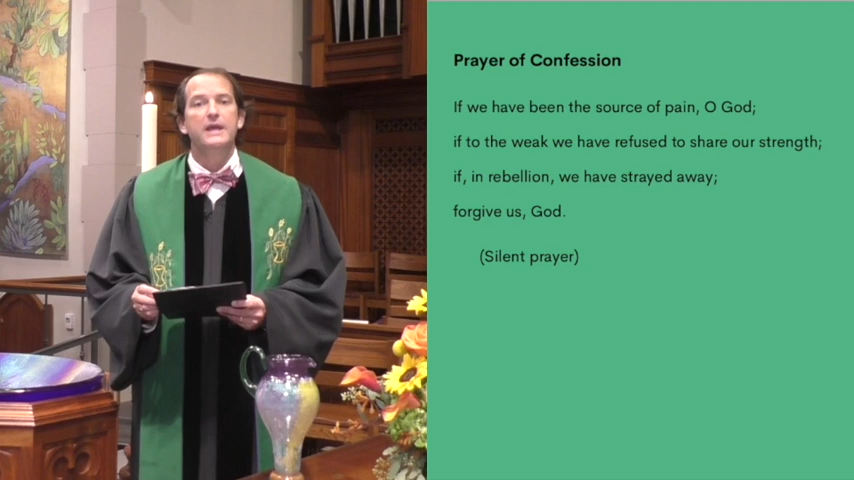 Prayer of Confession
If we have been the source of pain, O God;
if to the weak we have refused to share our strength;
if, in rebellion, we have strayed away;
forgive us, God.
(Silent prayer)